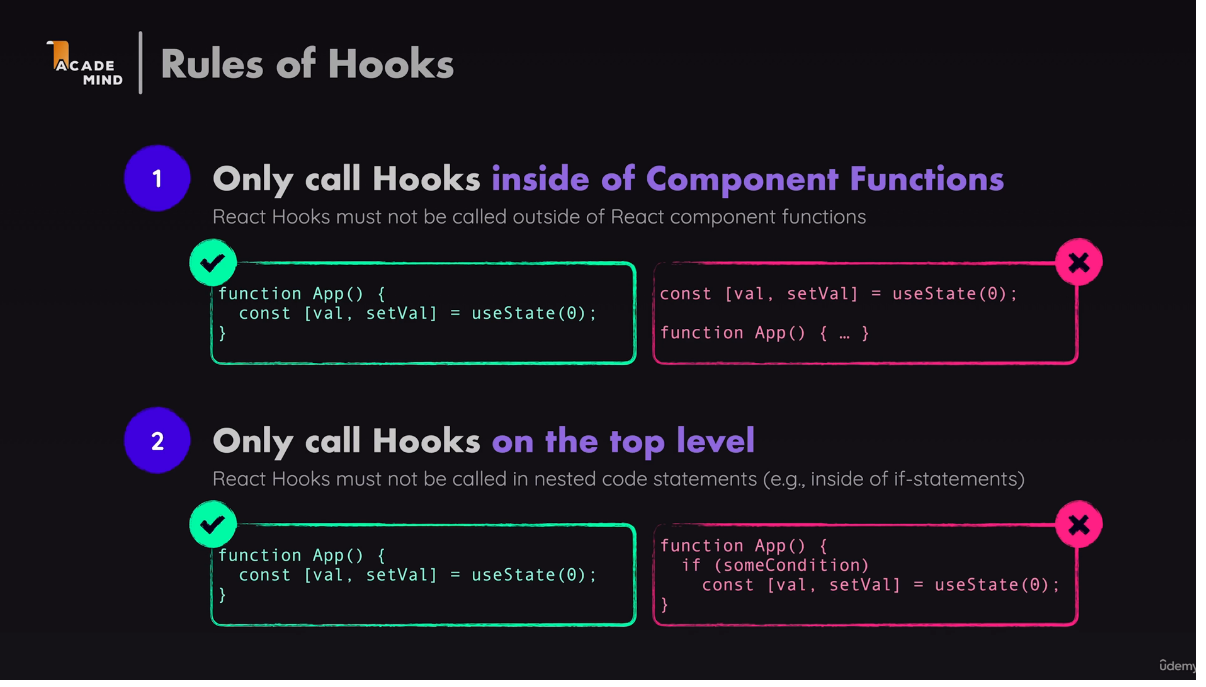 ACADE
MIND
Rules of Hooks
1
Only call Hooks inside of Component Functions
React Hooks must not be called outside of React component functions
function App() {
  const [val, setVal] = useState(0);
}
const [val, setVal] = useState(0);
function App() { … }
2
Only call Hooks on the top level
React Hooks must not be called in nested code statements (e.g., inside of if-statements)
function App() {
  const [val, setVal] = useState(0);
}
function App() {
  if (someCondition)
    const [val, setVal] = useState(0);
}
ûdemy